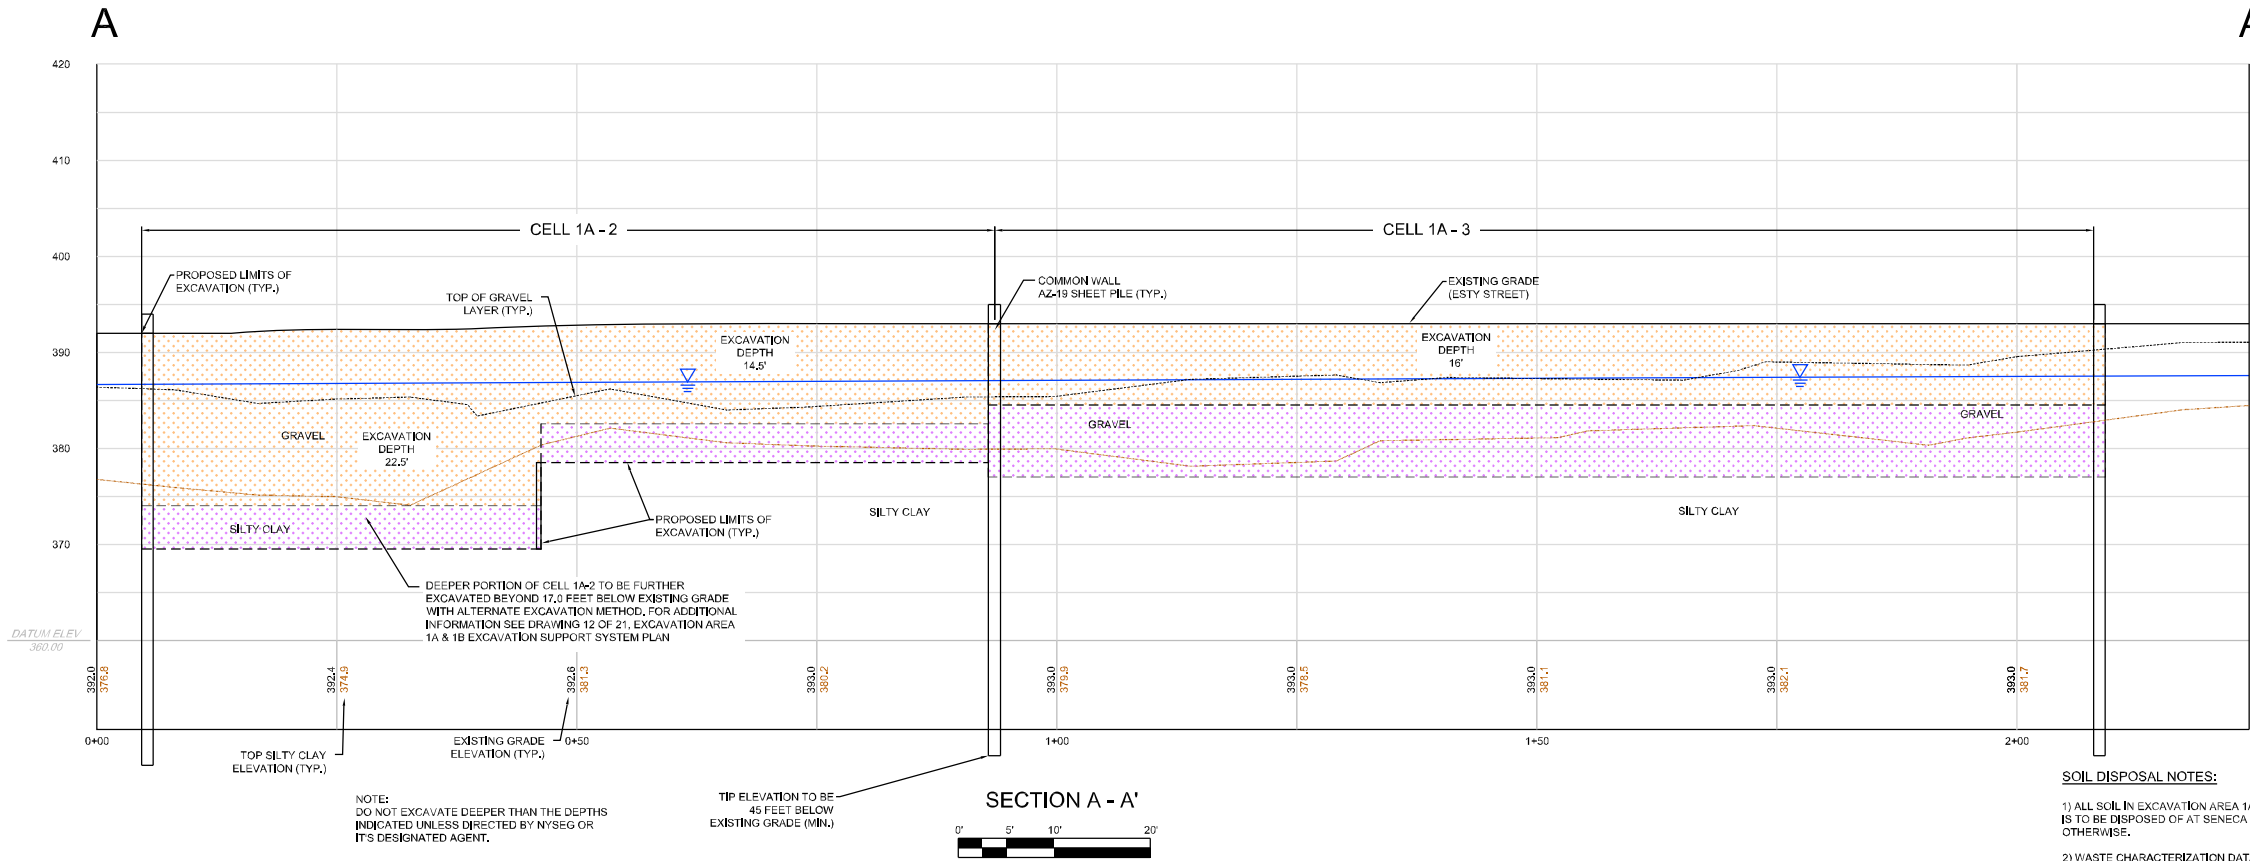 A
420
410
400
390
380
370
DATUM ELEV
360.00
CELL 1A - 2
CELL 1A - 3
PROPOSED LIMITS OF
EXCAVATION (TYP.)
TOP OF GRAVEL
LAYER (TYP.)
COMMON WALL
AZ-19 SHEET PILE (TYP.)
EXISTING GRADE
(ESTY STREET)
EXCAVATION
DEPTH
14.5'
EXCAVATION
DEPTH
16'
GRAVEL
EXCAVATION
DEPTH
22.5'
GRAVEL
GRAVEL
SILTY CLAY
SILTY CLAY
SILTY CLAY
PROPOSED LIMITS OF
EXCAVATION (TYP.)
DEEPER PORTION OF CELL 1A-2 TO BE FURTHER
EXCAVATED BEYOND 17.0 FEET BELOW EXISTING GRADE
WITH ALTERNATE EXCAVATION METHOD. FOR ADDITIONAL
INFORMATION SEE DRAWING 12 OF 21, EXCAVATION AREA
1A & 1B EXCAVATION SUPPORT SYSTEM PLAN
392.0
376.8
392.4
374.9
392.6
381.3
393.0
380.2
393.0
379.9
393.0
378.5
393.0
381.1
393.0
382.1
393.0
381.7
0+00
0+50
1+00
1+50
2+00
TOP SILTY CLAY
ELEVATION (TYP.)
EXISTING GRADE
ELEVATION (TYP.)
NOTE:
DO NOT EXCAVATE DEEPER THAN THE DEPTHS
INDICATED UNLESS DIRECTED BY NYSEG OR
IT'S DESIGNATED AGENT.
TIP ELEVATION TO BE
45 FEET BELOW
EXISTING GRADE (MIN.)
SECTION A - A'
0' 5' 10' 20'
SOIL DISPOSAL NOTES:
1) ALL SOIL IN EXCAVATION AREA 1A
IS TO BE DISPOSED OF AT SENECA
OTHERWISE.
2) WASTE CHARACTERIZATION DAT